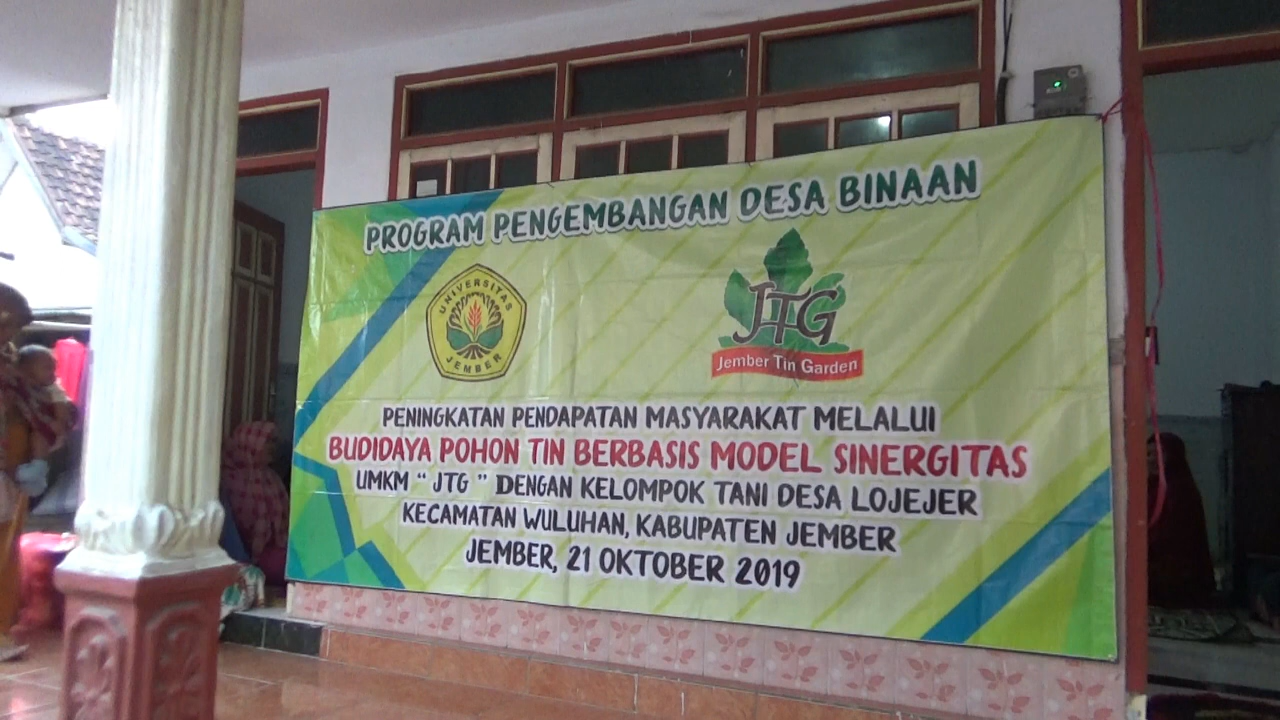 PROGRAM PENGEMBANGAN DESA BINAAN
UNIVERSITAS
JEMBER
JTG
Jember Tin Garden
PENINGKATAN PENDAPATAN MASYARAKAT MELALUI
BUDIDAYA POHON TIN BERBASIS MODEL SINERGITAS
UMKM “ JTG ” DENGAN KELOMPOK TANI DESA LOJEJER
KECAMATAN WULUHAN, KABUPATEN JEMBER
JEMBER, 21 OKTOBER 2019